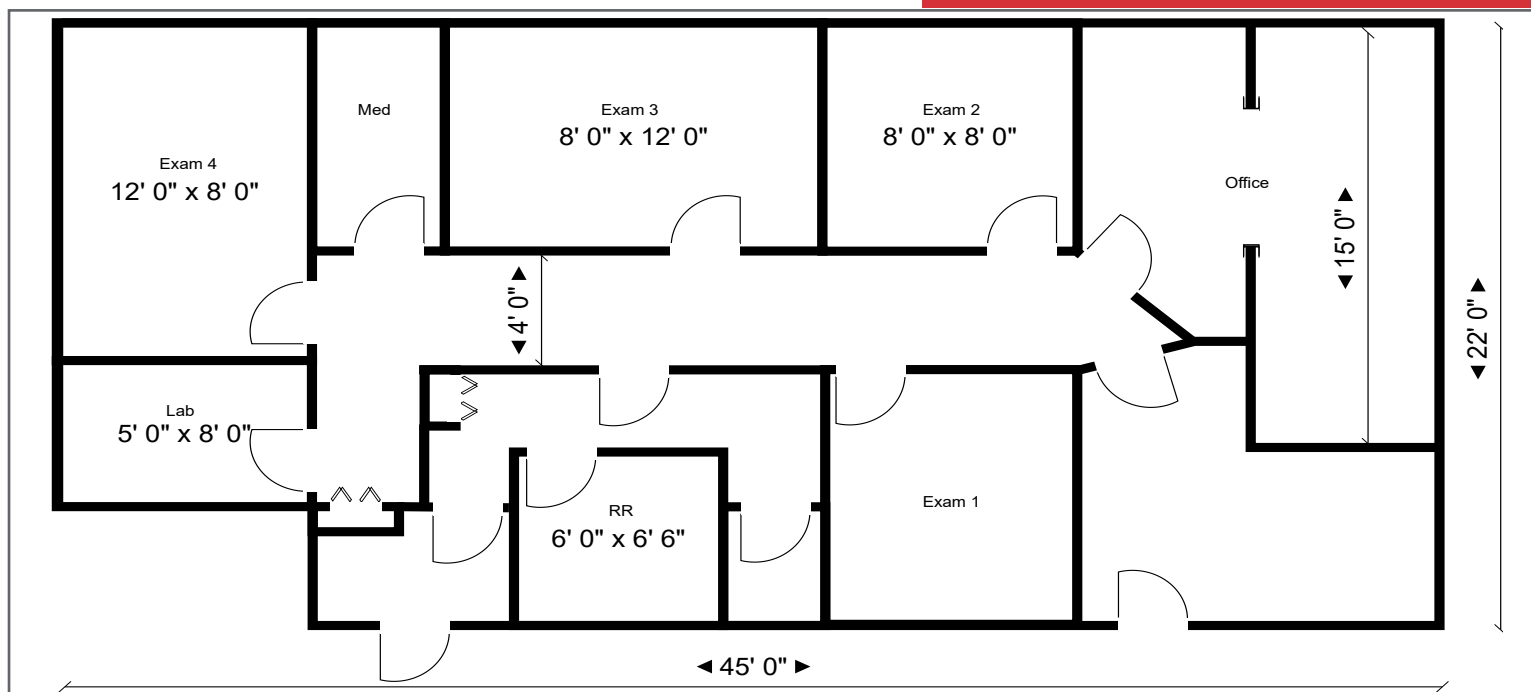 Exam 4
12' 0" x 8' 0"
Med
Exam 3
8' 0" x 12' 0"
Exam 2
8' 0" x 8' 0"
Office
15' 0"
22' 0"
4' 0"
Lab
5' 0" x 8' 0"
RR
6' 0" x 6' 6"
Exam 1
45' 0"